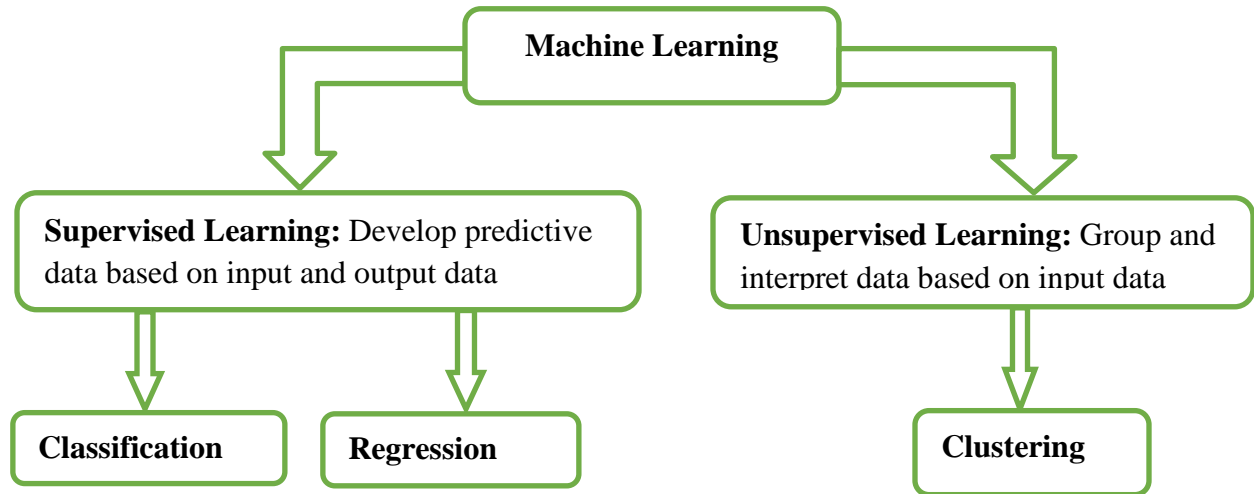 Machine Learning
Supervised Learning: Develop predictive
data based on input and output data
Unsupervised Learning: Group and
interpret data based on input data
Classification
Regression
Clustering